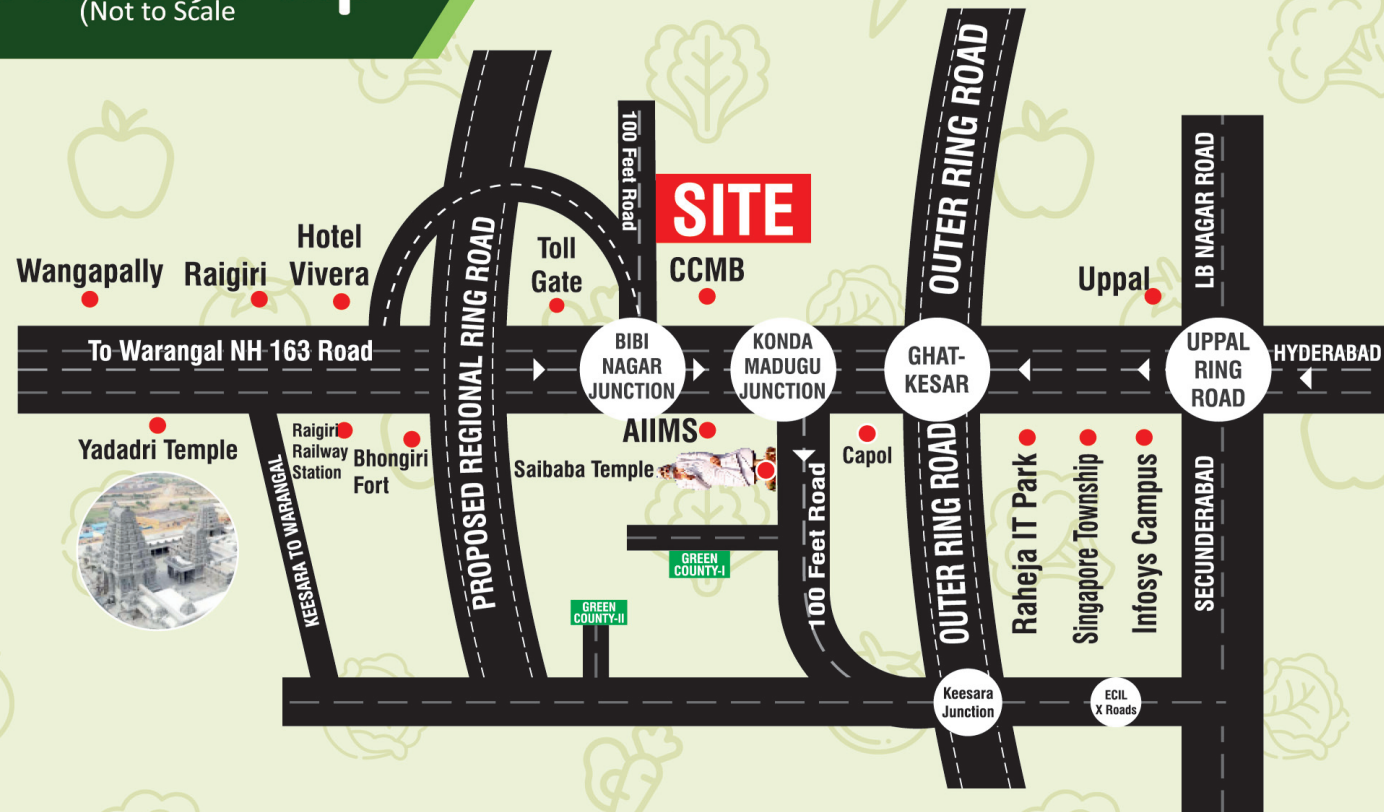 (Not to Scale
100 Feet Road
SITE
OUTER RING ROAD
LB NAGAR ROAD
Hotel
Vivera
Wangapally
Raigiri
Toll
Gate
CCMB
Uppal
PROPOSED REGIONAL RING ROAD
To Warangal NH 163 Road
BIBI
NAGAR
JUNCTION
KONDA
MADUGU
JUNCTION
GHAT-
KESAR
UPPAL
RING
ROAD
HYDERABAD
Yadadri Temple
Raigiri
Railway
Station
Bhongiri
Fort
AIIMS
Saibaba Temple
Capol
KEESARA TO WARANGAL
100 Feet Road
OUTER RING ROAD
Raheja IT Park
Singapore Township
Infosys Campus
SECUNDERABAD
GREEN
COUNTY-I
GREEN
COUNTY-II
Keesara
Junction
ECIL
X Roads